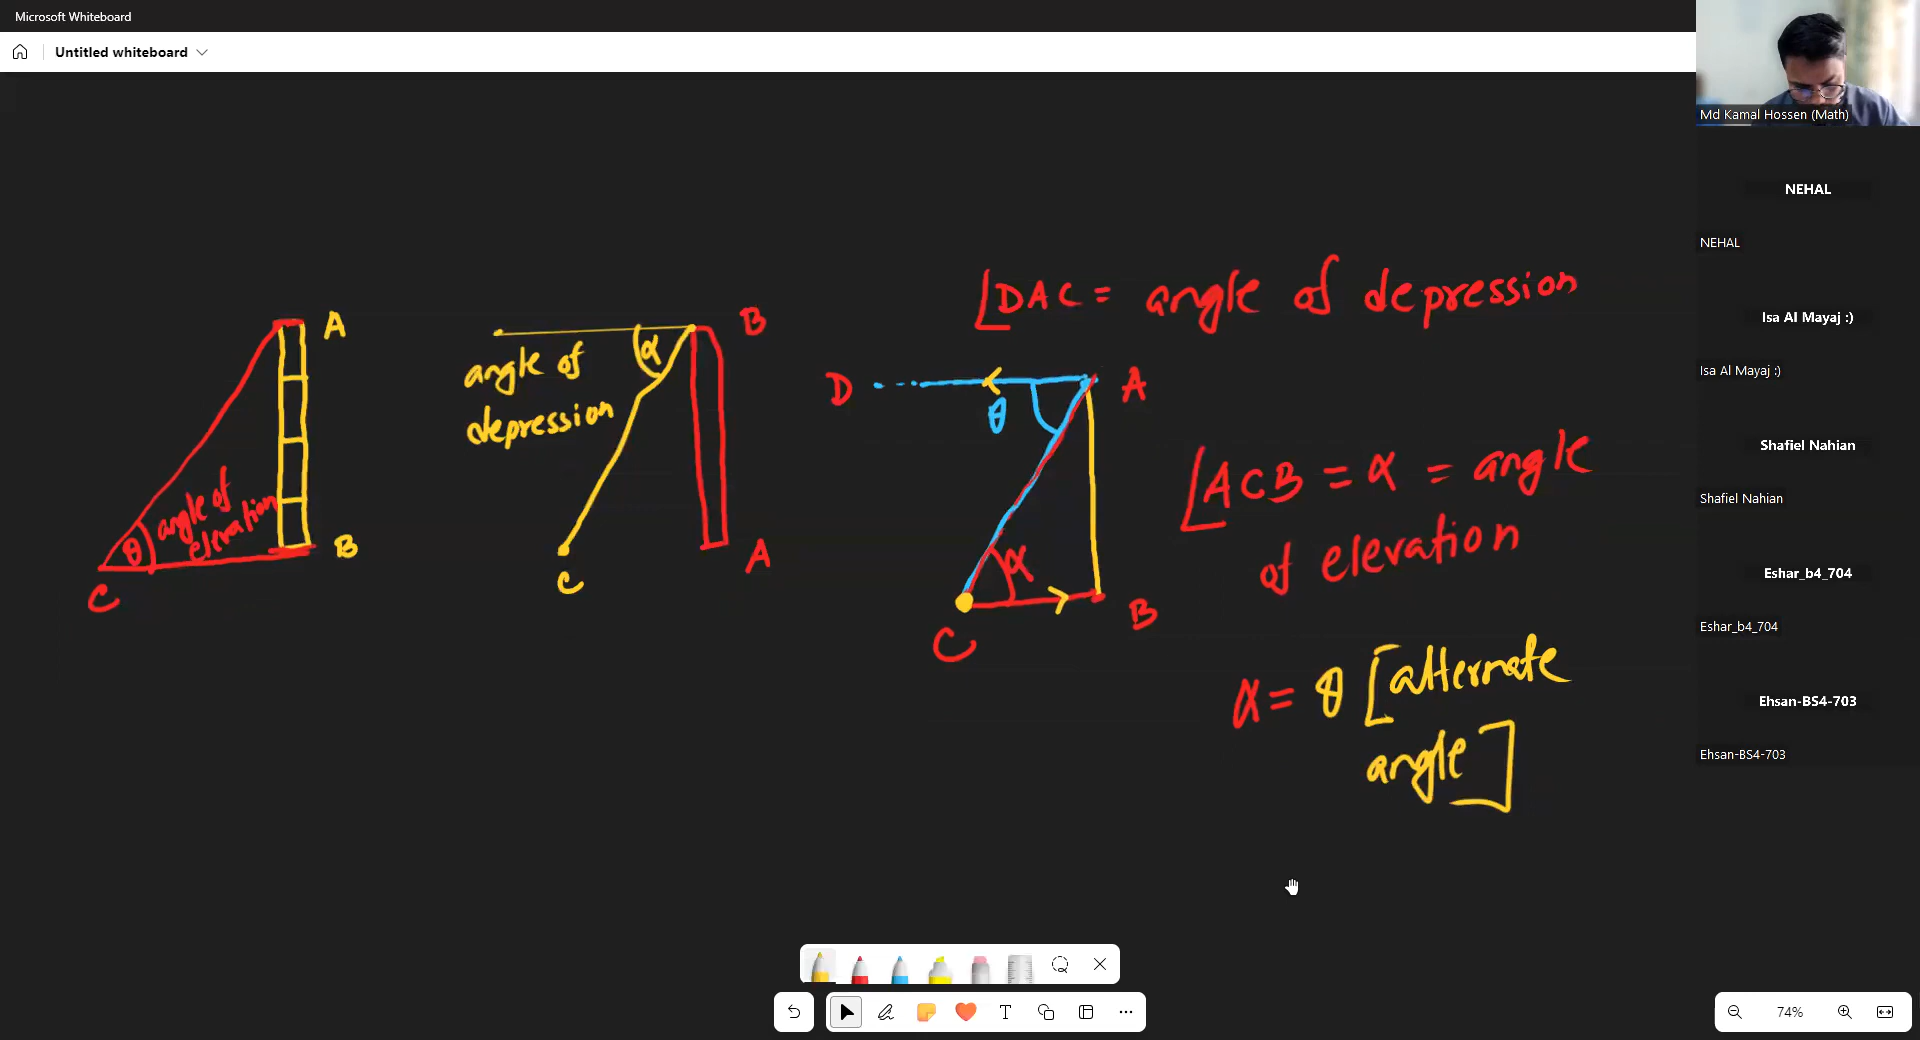 Microsoft Whiteboard
Untitled whiteboard
Md Kamal Hossen (Math)
NEHAL
NEHAL
Isa Al Mayaj :)
Isa Al Mayaj :)
Shafiel Nahian
Shafiel Nahian
Eshar_b4_704
Eshar_b4_704
Ehsan-BS4-703
Ehsan-BS4-703
A
B
C
θ
angle of
elevation
B
A
C
α
angle of
depression
∠DAC = angle of depression
D
A
θ
α
B
C
∠ACB = α = angle
of elevation
α = θ [alternate
angle]
T
74%